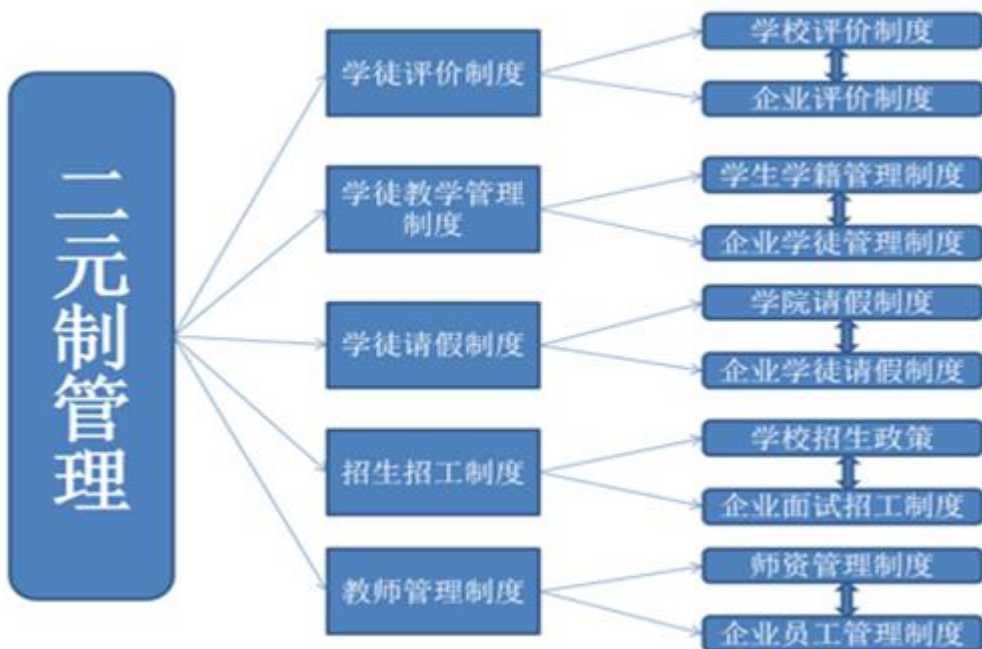 二元制管理
学徒评价制度
学校评价制度
企业评价制度
学徒教学管理
制度
学生学籍管理制度
企业学徒管理制度
学徒请假制度
学院请假制度
企业学徒请假制度
招生招工制度
学校招生政策
企业面试招工制度
教师管理制度
师资管理制度
企业员工管理制度